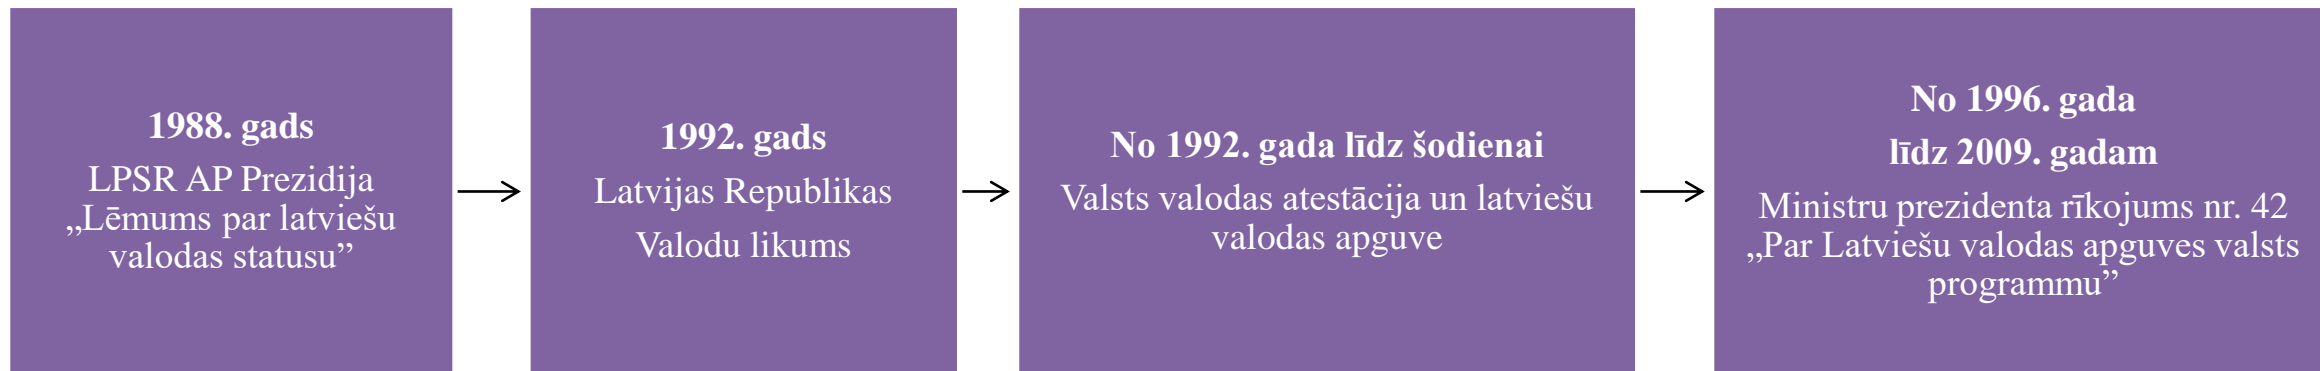 1988. gads
LPSR AP Prezidija
„Lēmums par latviešu
valodas statusu”
1992. gads
Latvijas Republikas
Valodu likums
No 1992. gada līdz šodienai
Valsts valodas atestācija un latviešu
valodas apguve
No 1996. gada
līdz 2009. gadam
Ministru prezidenta rīkojums nr. 42
„Par Latviešu valodas apguves valsts
programmu”